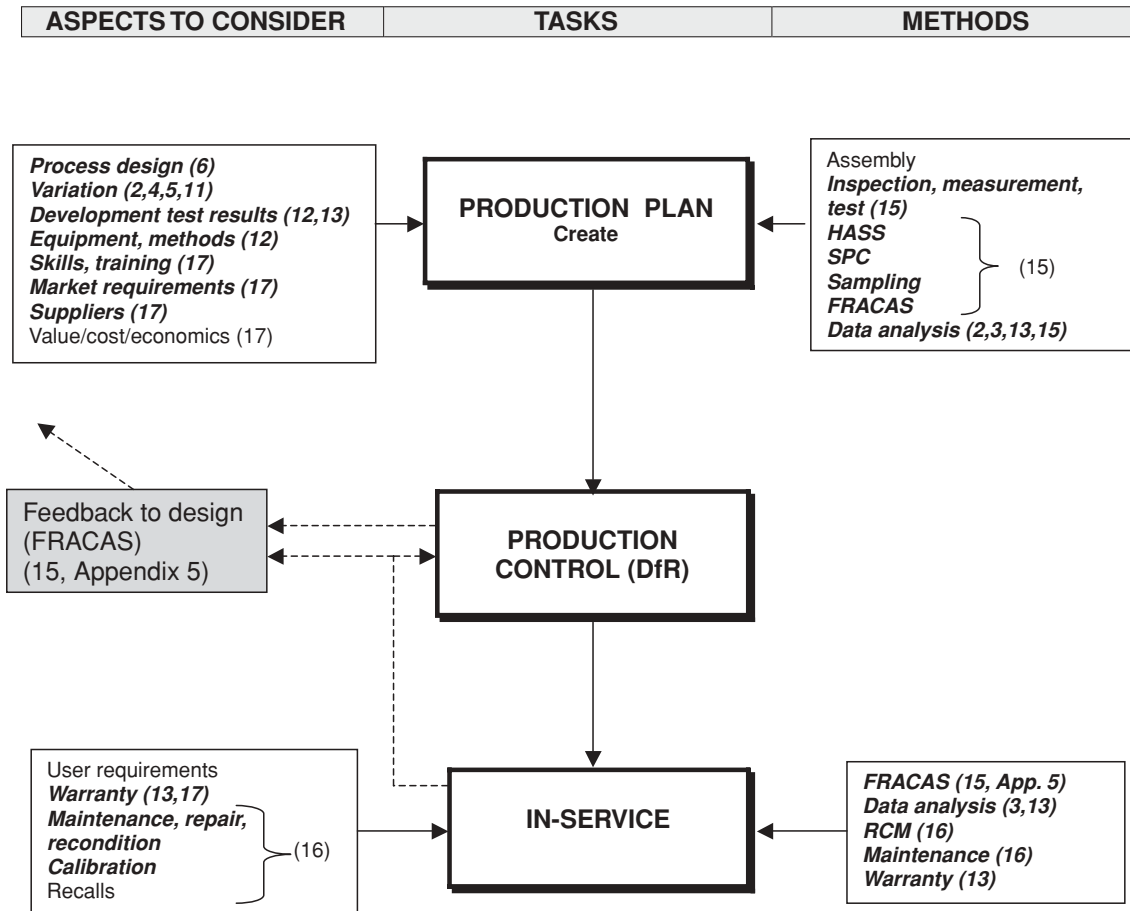 ASPECTS TO CONSIDER
TASKS
METHODS
Process design (6)
Variation (2,4,5,11)
Development test results (12,13)
Equipment, methods (12)
Skills, training (17)
Market requirements (17)
Suppliers (17)
Value/cost/economics (17)
PRODUCTION PLAN
Create
Assembly
Inspection, measurement,
test (15)
HASS
SPC
Sampling
FRACAS
(15)
Data analysis (2,3,13,15)
Feedback to design
(FRACAS)
(15, Appendix 5)
PRODUCTION
CONTROL (DfR)
User requirements
Warranty (13,17)
Maintenance, repair,
recondition
Calibration
Recalls
(16)
IN-SERVICE
FRACAS (15, App. 5)
Data analysis (3,13)
RCM (16)
Maintenance (16)
Warranty (13)